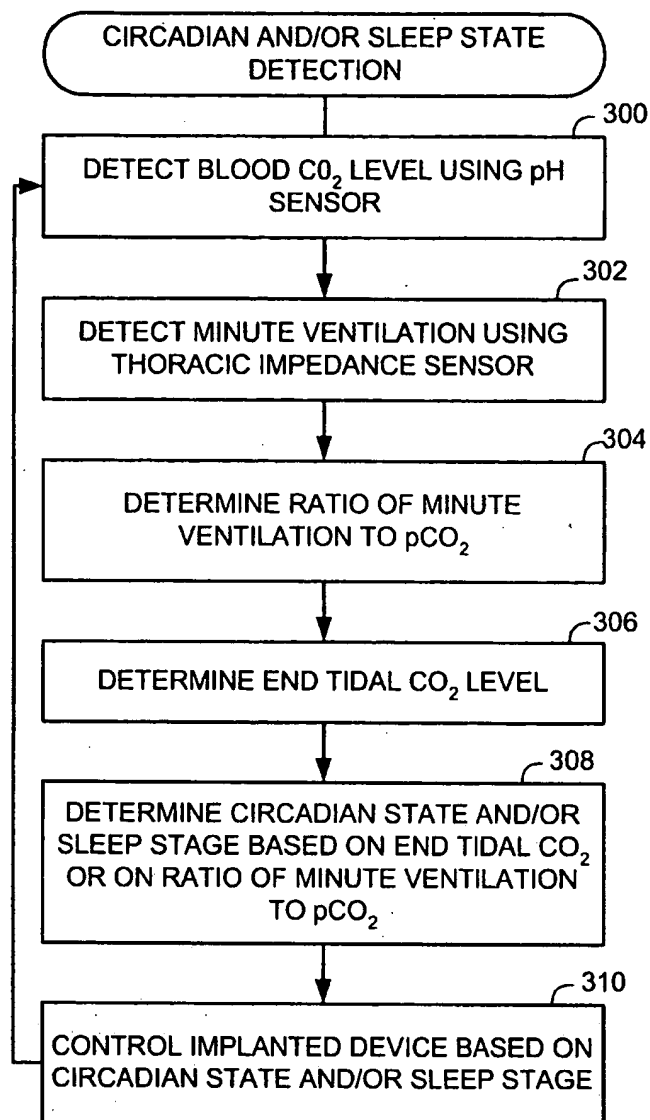 CIRCADIAN AND/OR SLEEP STATE
DETECTION
300
DETECT BLOOD C0₂ LEVEL USING pH
SENSOR
302
DETECT MINUTE VENTILATION USING
THORACIC IMPEDANCE SENSOR
304
DETERMINE RATIO OF MINUTE
VENTILATION TO pCO₂
306
DETERMINE END TIDAL CO₂ LEVEL
308
DETERMINE CIRCADIAN STATE AND/OR
SLEEP STAGE BASED ON END TIDAL CO₂
OR ON RATIO OF MINUTE VENTILATION
TO pCO₂
310
CONTROL IMPLANTED DEVICE BASED ON
CIRCADIAN STATE AND/OR SLEEP STAGE